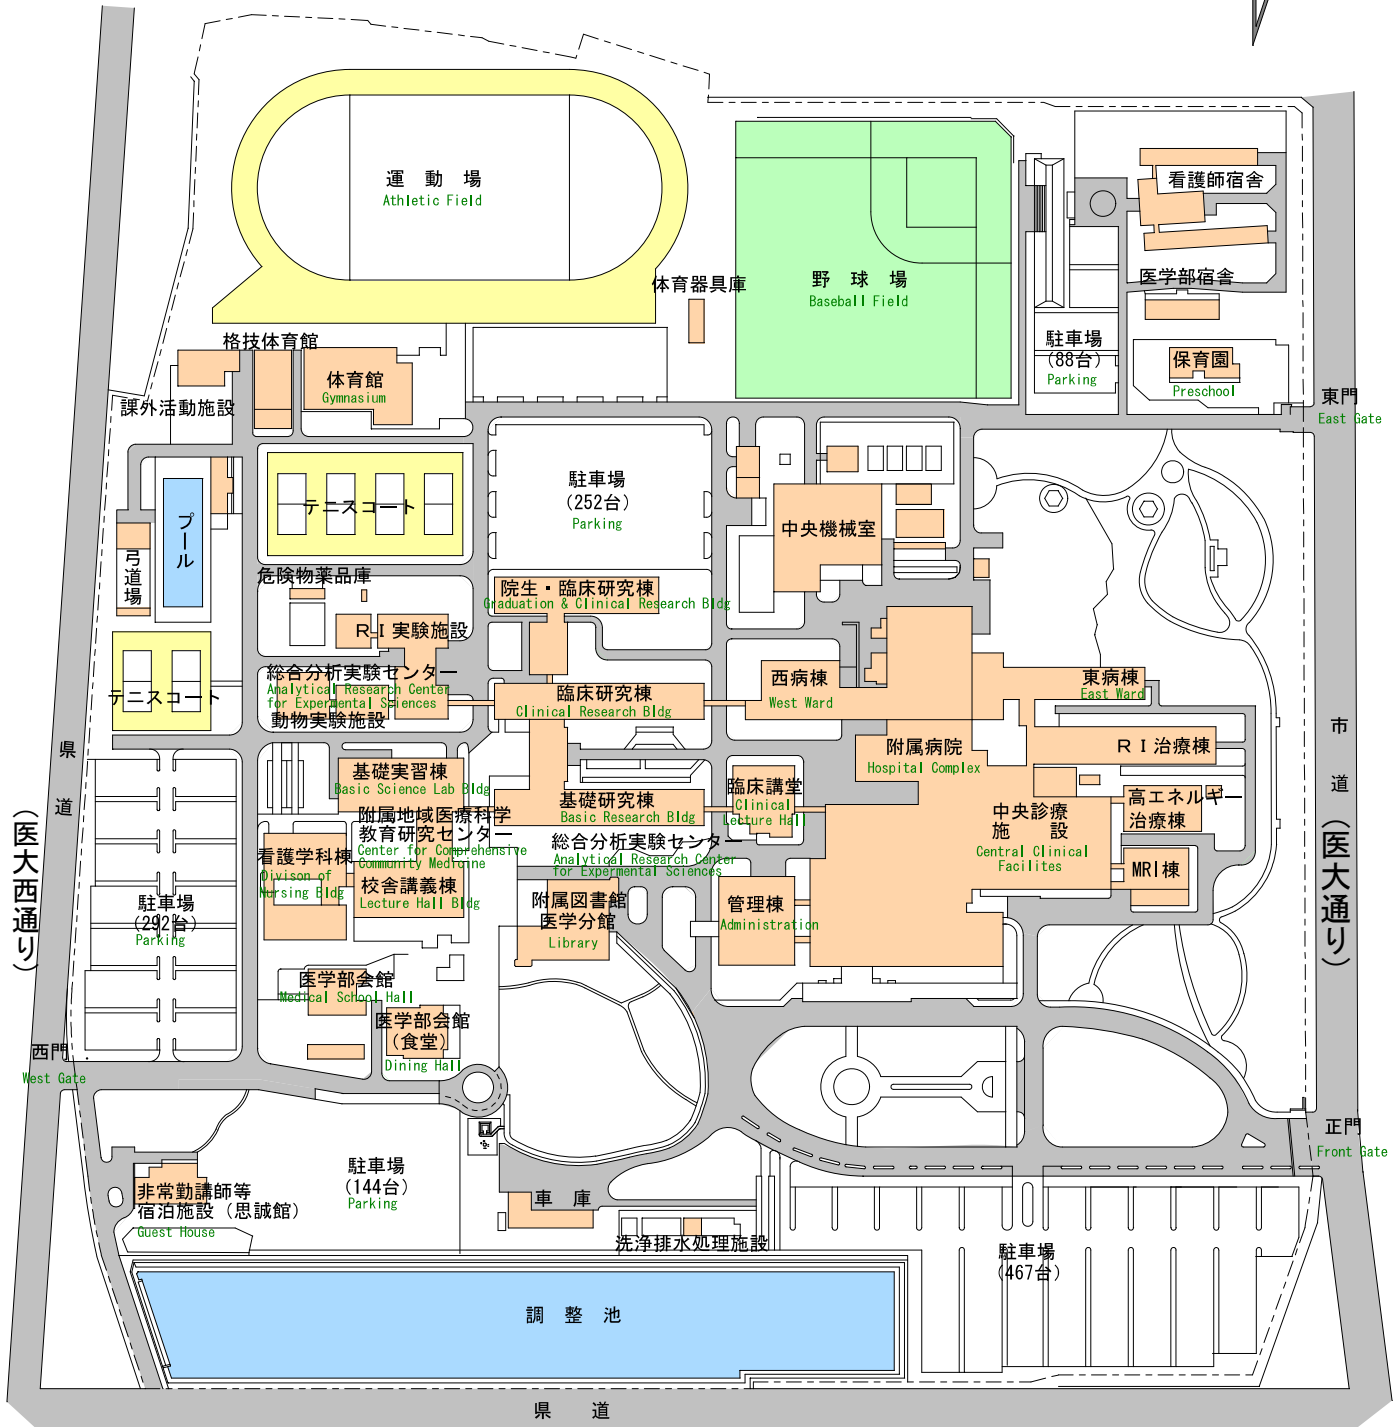 運動場
Athletic Field
看護師宿舎
体育器具庫
野球場
Baseball Field
医学部宿舎
格技体育館
体育館
Gymnasium
駐車場
(88台)
Parking
保育園
Preschool
課外活動施設
東門
East Gate
駐車場
(252台)
Parking
テニスコート
プール
弓道場
中央機械室
危険物薬品庫
院生・臨床研究棟
Graduation & Clinical Research Bldg
ＲＩ実験施設
総合分析実験センター
Analytical Research Center
for Expermental Sciences
動物実験施設
テニスコート
臨床研究棟
Clinical Research Bldg
西病棟
West Ward
東病棟
East Ward
県道
(医大西通り)
市道
(医大通り)
附属病院
Hospital Complex
ＲＩ治療棟
基礎実習棟
Basic Science Lab Bldg
基礎研究棟
Basic Research Bldg
臨床講堂
Clinical
Lecture Hall
中央診療
施設
Central Clinical
Facilites
高エネルギー
治療棟
附属地域医療科学
教育研究センター
Center for Comprehensive
Community Medicine
総合分析実験センター
Analytical Research Center
for Expermental Sciences
MRI棟
看護学科棟
Divison of
Nursing Bldg
校舎講義棟
Lecture Hall Bldg
附属図書館
医学分館
Library
管理棟
Administration
駐車場
(292台)
Parking
医学部会館
Medical School Hall
医学部会館
(食堂)
Dining Hall
西門
West Gate
正門
Front Gate
駐車場
(144台)
Parking
非常勤講師等
宿泊施設（思誠館）
Guest House
車庫
洗浄排水処理施設
駐車場
(467台)
調整池
県道